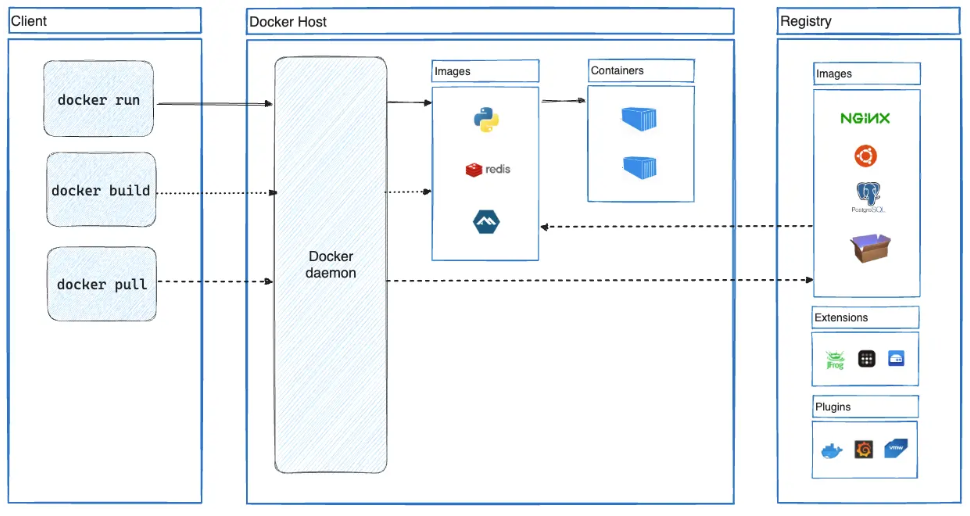 Client
docker run
docker build
docker pull
Docker Host
Docker
daemon
Images
redis
Containers
Registry
Images
NGINX
PostgreSQL
Extensions
JFrog
Plugins
vmw